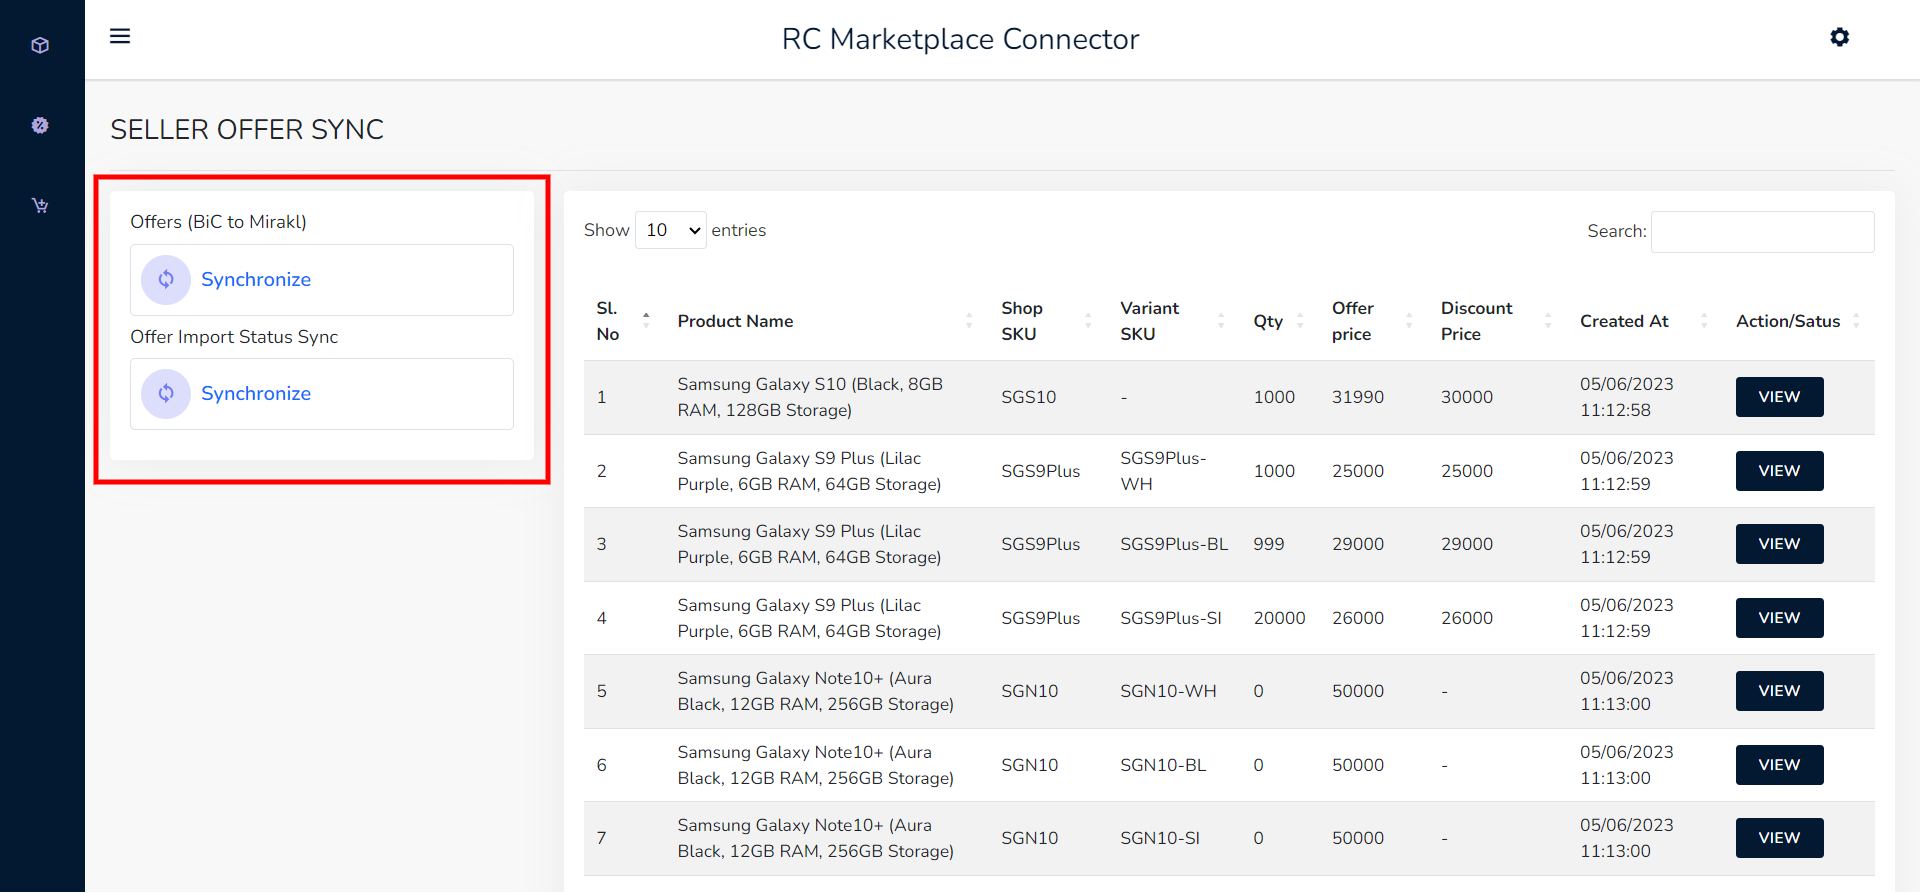 RC Marketplace Connector
SELLER OFFER SYNC
Offers (BiC to Mirakl)
Synchronize
Offer Import Status Sync
Synchronize
Show 10 entries
Search:
Sl. No Product Name Shop SKU Variant SKU Qty Offer price Discount Price Created At Action/Satus
1 Samsung Galaxy S10 (Black, 8GB RAM, 128GB Storage) SGS10 - 1000 31990 30000 05/06/2023 11:12:58 VIEW
2 Samsung Galaxy S9 Plus (Lilac Purple, 6GB RAM, 64GB Storage) SGS9Plus SGS9Plus-WH 1000 25000 25000 05/06/2023 11:12:59 VIEW
3 Samsung Galaxy S9 Plus (Lilac Purple, 6GB RAM, 64GB Storage) SGS9Plus SGS9Plus-BL 999 29000 29000 05/06/2023 11:12:59 VIEW
4 Samsung Galaxy S9 Plus (Lilac Purple, 6GB RAM, 64GB Storage) SGS9Plus SGS9Plus-SI 20000 26000 26000 05/06/2023 11:12:59 VIEW
5 Samsung Galaxy Note10+ (Aura Black, 12GB RAM, 256GB Storage) SGN10 SGN10-WH 0 50000 - 05/06/2023 11:13:00 VIEW
6 Samsung Galaxy Note10+ (Aura Black, 12GB RAM, 256GB Storage) SGN10 SGN10-BL 0 50000 - 05/06/2023 11:13:00 VIEW
7 Samsung Galaxy Note10+ (Aura Black, 12GB RAM, 256GB Storage) SGN10 SGN10-SI 0 50000 - 05/06/2023 11:13:00 VIEW